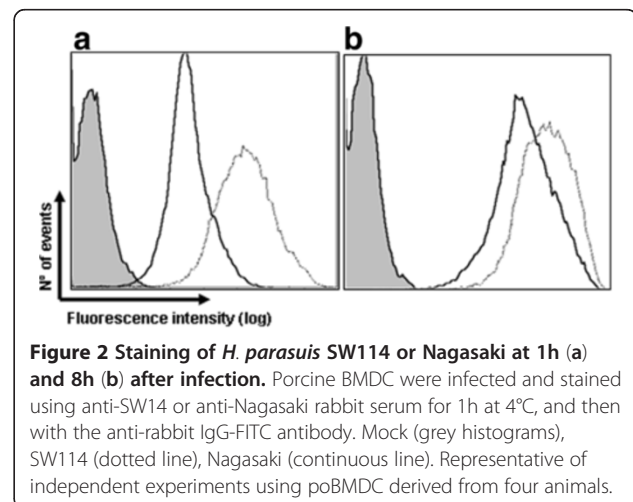 a
b
N° of events
Fluorescence intensity (log)
Figure 2 Staining of H. parasuis SW114 or Nagasaki at 1h (a)
and 8h (b) after infection. Porcine BMDC were infected and stained
using anti-SW14 or anti-Nagasaki rabbit serum for 1h at 4°C, and then
with the anti-rabbit IgG-FITC antibody. Mock (grey histograms),
SW114 (dotted line), Nagasaki (continuous line). Representative of
independent experiments using poBMDC derived from four animals.